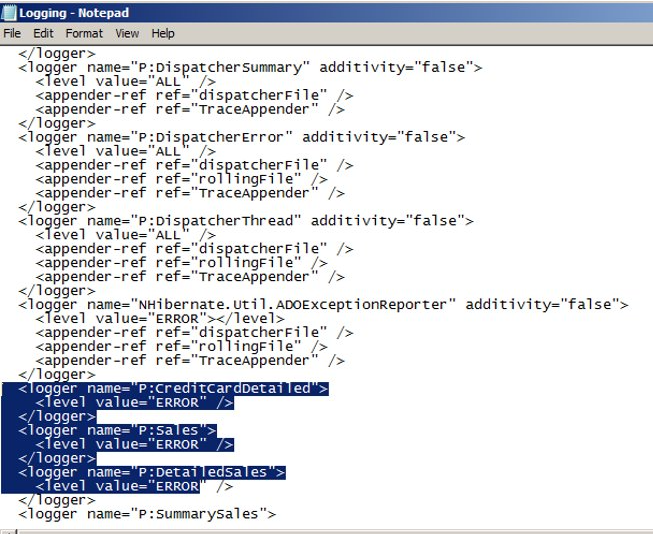 Logging - Notepad
File Edit Format View Help
</logger>
<logger name="P:DispatcherSummary" additivity="false">
<level value="ALL" />
<appender-ref ref="dispatcherFile" />
<appender-ref ref="TraceAppender" />
</logger>
<logger name="P:DispatcherError" additivity="false">
<level value="ALL" />
<appender-ref ref="dispatcherFile" />
<appender-ref ref="rollingFile" />
<appender-ref ref="TraceAppender" />
</logger>
<logger name="P:DispatcherThread" additivity="false">
<level value="ALL" />
<appender-ref ref="dispatcherFile" />
<appender-ref ref="rollingFile" />
<appender-ref ref="TraceAppender" />
</logger>
<logger name="NHibernate.Util.ADOExceptionReporter" additivity="false">
<level value="ERROR"></level>
<appender-ref ref="dispatcherFile" />
<appender-ref ref="rollingFile" />
<appender-ref ref="TraceAppender" />
</logger>
<logger name="P:CreditCardDetailed">
<level value="ERROR" />
</logger>
<logger name="P:Sales">
<level value="ERROR" />
</logger>
<logger name="P:DetailedSales">
<level value="ERROR" />
</logger>
<logger name="P:SummarySales">